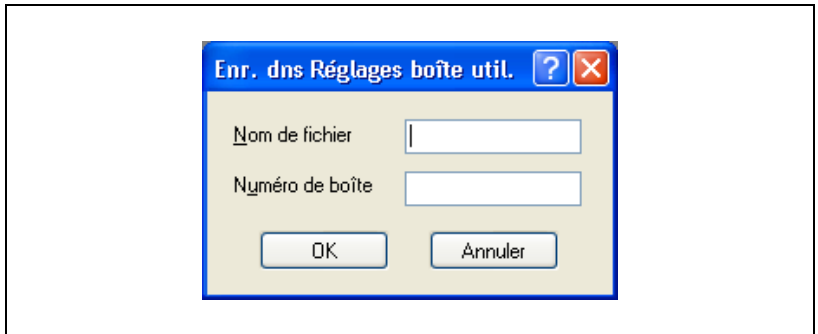 Enr. dns Réglages boîte util.
Nom de fichier
Numéro de boîte
OK Annuler